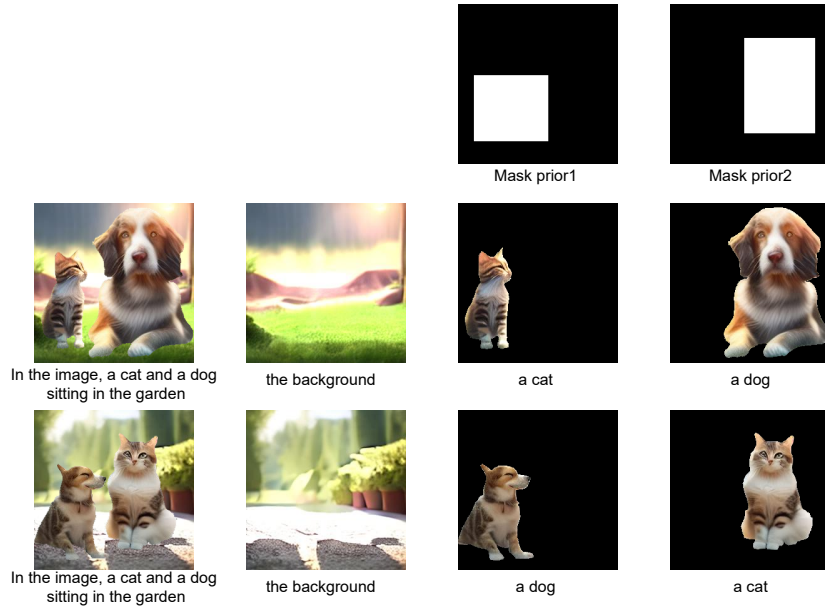 Mask prior1
Mask prior2
In the image, a cat and a dog
sitting in the garden
the background
a cat
a dog
In the image, a cat and a dog
sitting in the garden
the background
a dog
a cat